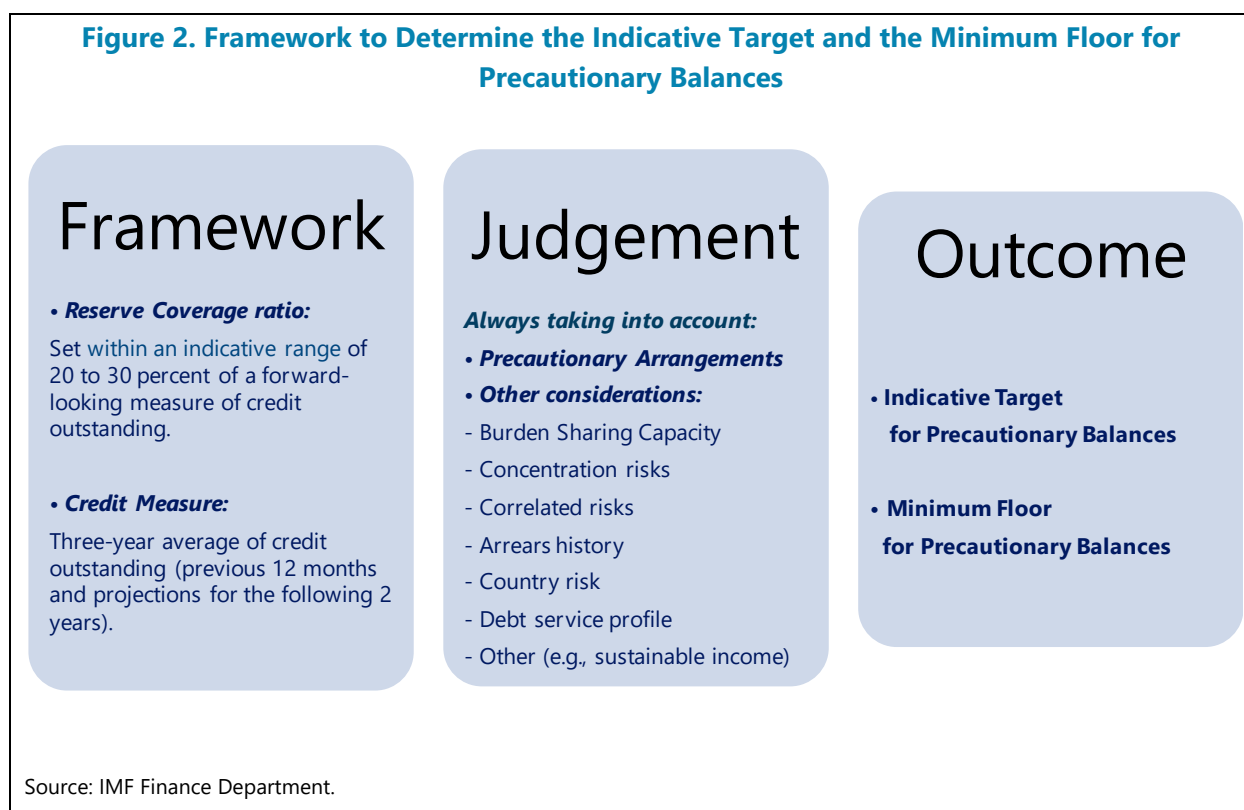 Figure 2. Framework to Determine the Indicative Target and the Minimum Floor for
Precautionary Balances
Framework
• Reserve Coverage ratio:
Set within an indicative range of
20 to 30 percent of a forward-
looking measure of credit
outstanding.
• Credit Measure:
Three-year average of credit
outstanding (previous 12 months
and projections for the following 2
years).
Judgement
Always taking into account:
• Precautionary Arrangements
• Other considerations:
- Burden Sharing Capacity
- Concentration risks
- Correlated risks
- Arrears history
- Country risk
- Debt service profile
- Other (e.g., sustainable income)
Outcome
• Indicative Target
for Precautionary Balances
• Minimum Floor
for Precautionary Balances
Source: IMF Finance Department.